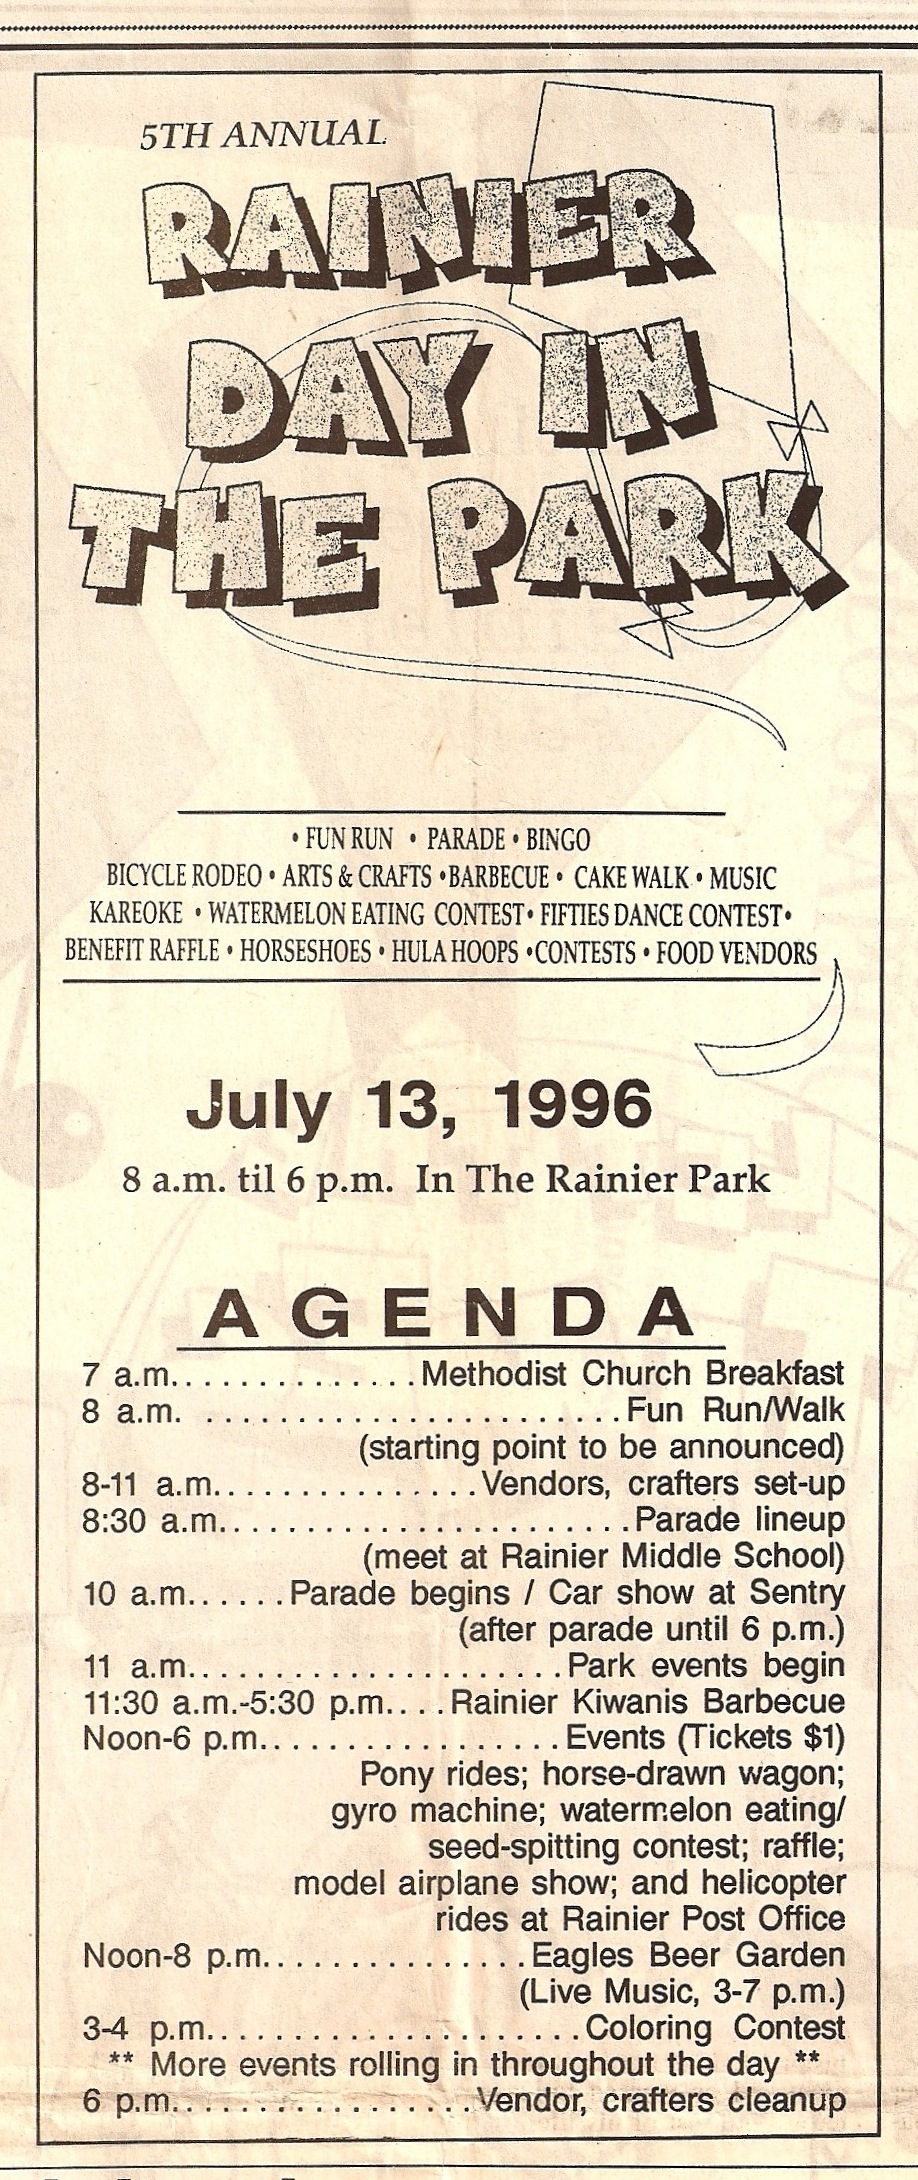 5TH ANNUAL
RAINIER
DAY IN
THE PARK
• FUN RUN • PARADE • BINGO
BICYCLE RODEO • ARTS & CRAFTS • BARBECUE • CAKE WALK • MUSIC
KAREOKE • WATERMELON EATING CONTEST • FIFTIES DANCE CONTEST •
BENEFIT RAFFLE • HORSESHOES • HULA HOOPS • CONTESTS • FOOD VENDORS
July 13, 1996
8 a.m. til 6 p.m. In The Rainier Park
AGENDA
7 a.m...............Methodist Church Breakfast
8 a.m. .......................Fun Run/Walk
(starting point to be announced)
8-11 a.m................Vendors, crafters set-up
8:30 a.m........................Parade lineup
(meet at Rainier Middle School)
10 a.m......Parade begins / Car show at Sentry
(after parade until 6 p.m.)
11 a.m......................Park events begin
11:30 a.m.-5:30 p.m....Rainier Kiwanis Barbecue
Noon-6 p.m..................Events (Tickets $1)
Pony rides; horse-drawn wagon;
gyro machine; watermelon eating/
seed-spitting contest; raffle;
model airplane show; and helicopter
rides at Rainier Post Office
Noon-8 p.m................Eagles Beer Garden
(Live Music, 3-7 p.m.)
3-4 p.m.......................Coloring Contest
** More events rolling in throughout the day **
6 p.m..................Vendor, crafters cleanup